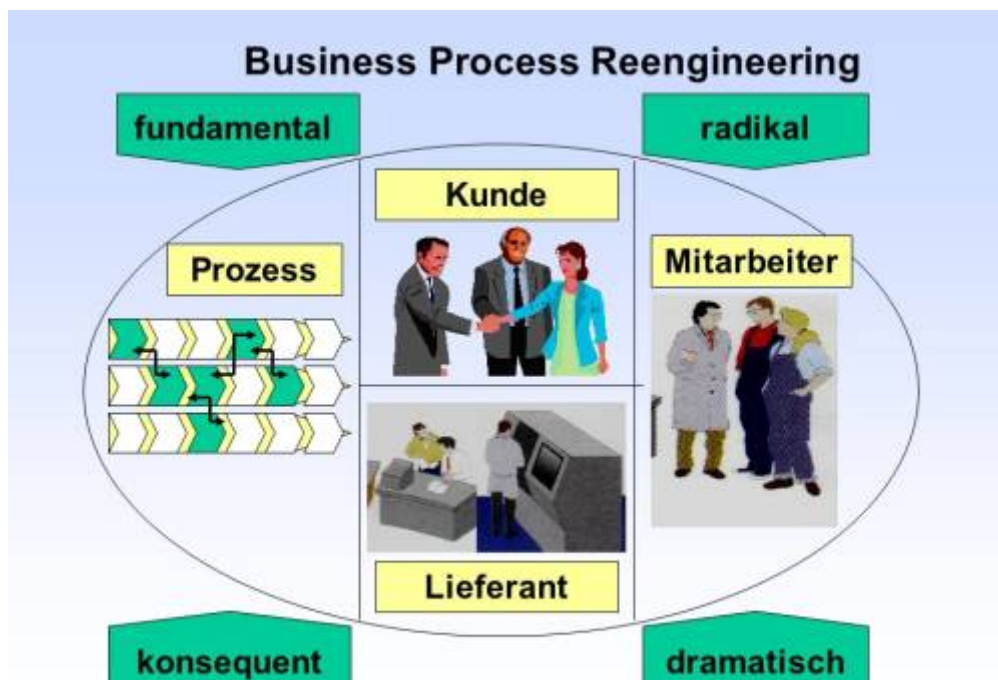 Business Process Reengineering
fundamental
radikal
Kunde
Prozess
Mitarbeiter
Lieferant
konsequent
dramatisch